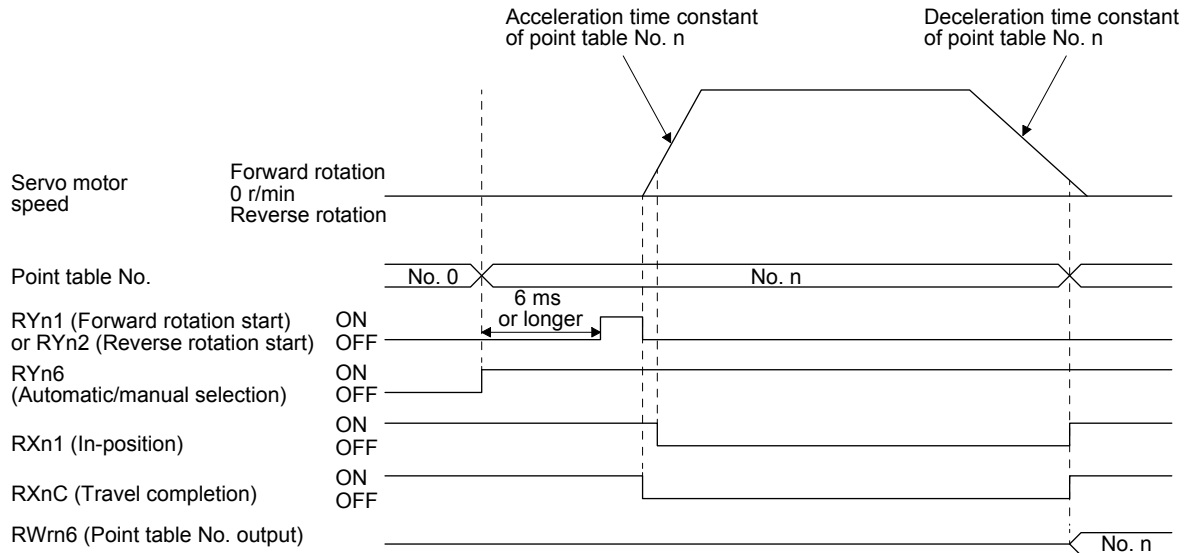 Acceleration time constant
of point table No. n
Deceleration time constant
of point table No. n
Servo motor
speed
Forward rotation
0 r/min
Reverse rotation
Point table No.
No. 0
No. n
6 ms
or longer
RYn1 (Forward rotation start)
or RYn2 (Reverse rotation start)
ON
OFF
RYn6
(Automatic/manual selection)
ON
OFF
RXn1 (In-position)
ON
OFF
RXnC (Travel completion)
ON
OFF
RWrn6 (Point table No. output)
No. n